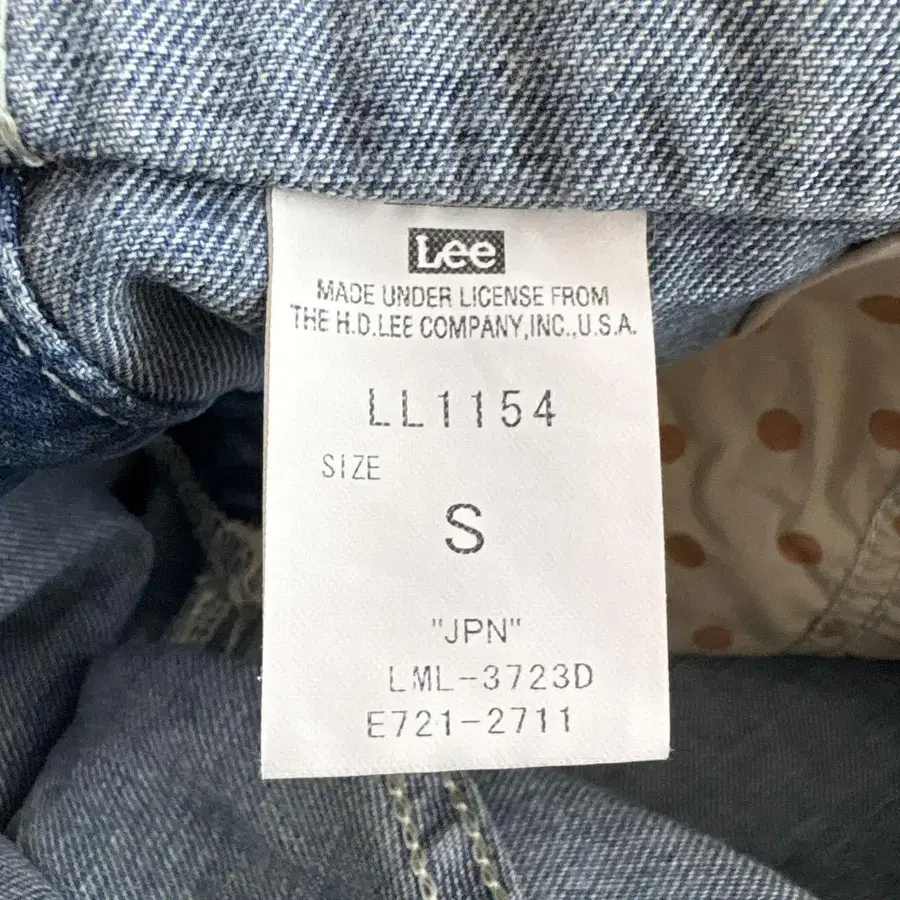 Lee
MADE UNDER LICENSE FROM
THE H.D.LEE COMPANY,INC.,U.S.A.
LL1154
SIZE
S
"JPN"
LML-3723D
E721-2711